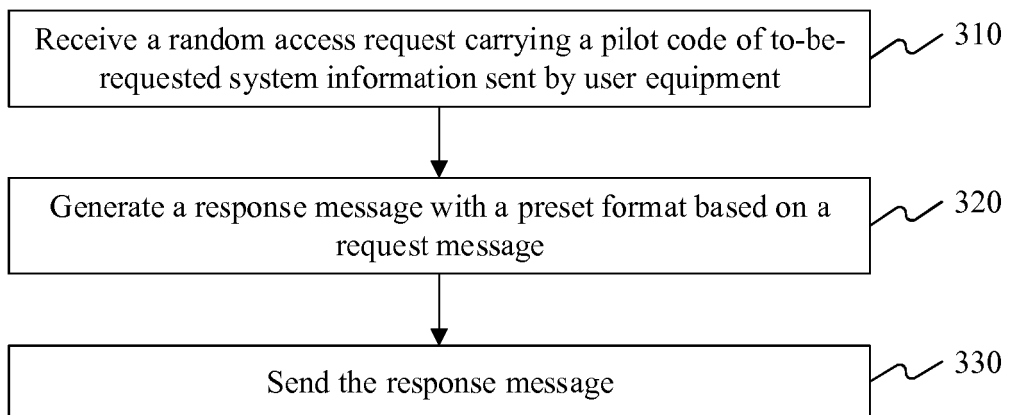 Receive a random access request carrying a pilot code of to-be-
requested system information sent by user equipment
310
Generate a response message with a preset format based on a
request message
320
Send the response message
330